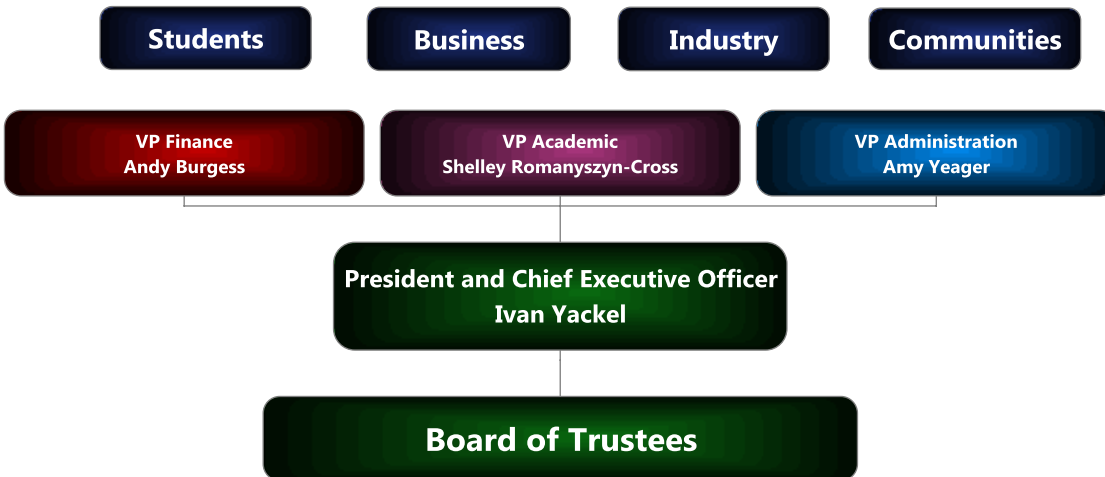 Students
Business
Industry
Communities
VP Finance
Andy Burgess
VP Academic
Shelley Romanyszyn-Cross
VP Administration
Amy Yeager
President and Chief Executive Officer
Ivan Yackel
Board of Trustees